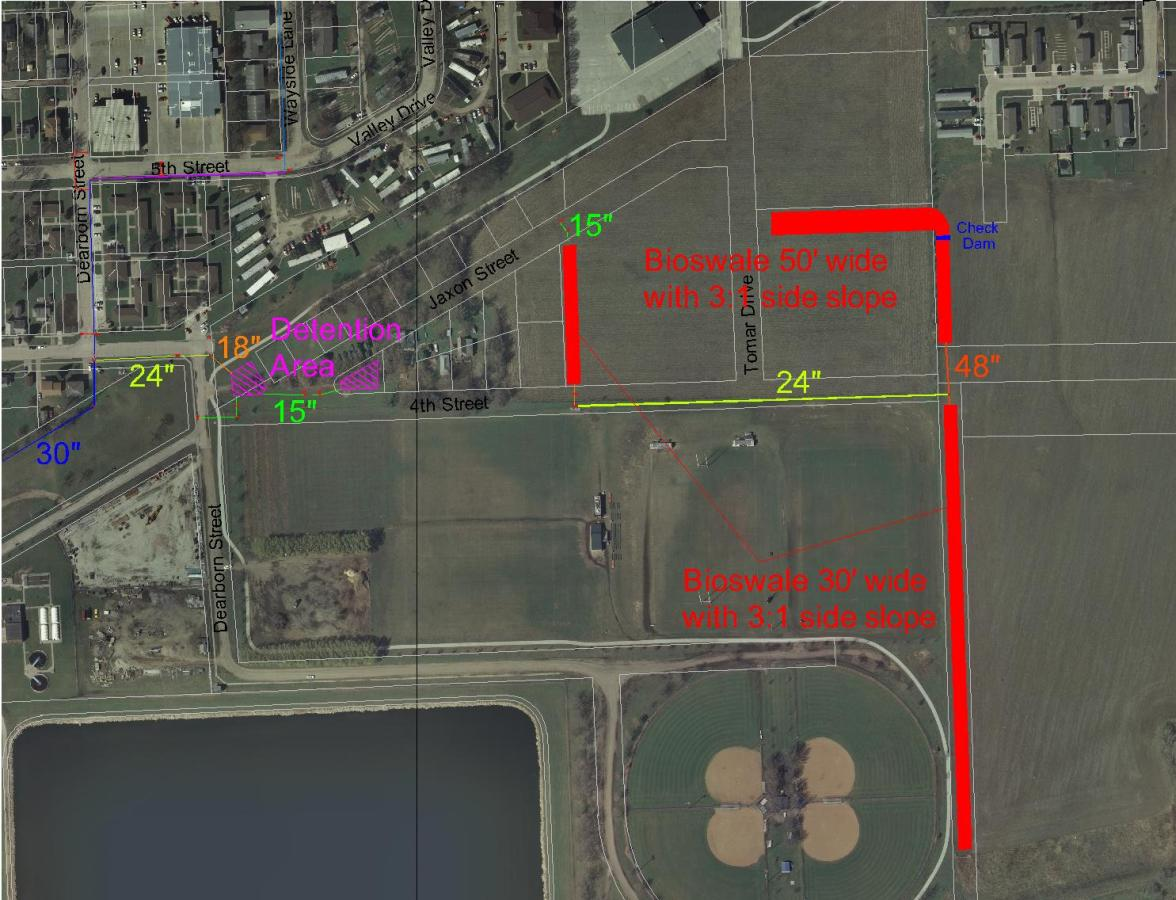 Wayside Lane
Valley D
Valley Drive
5th Street
Dearborn Street
15"
Check
Dam
Bioswale 50' wide
with 3:1 side slope
Jaxon Street
Tomar Drive
Detention
Area
18"
24"
15"
4th Street
24"
48"
30"
Dearborn Street
Bioswale 30' wide
with 3:1 side slope